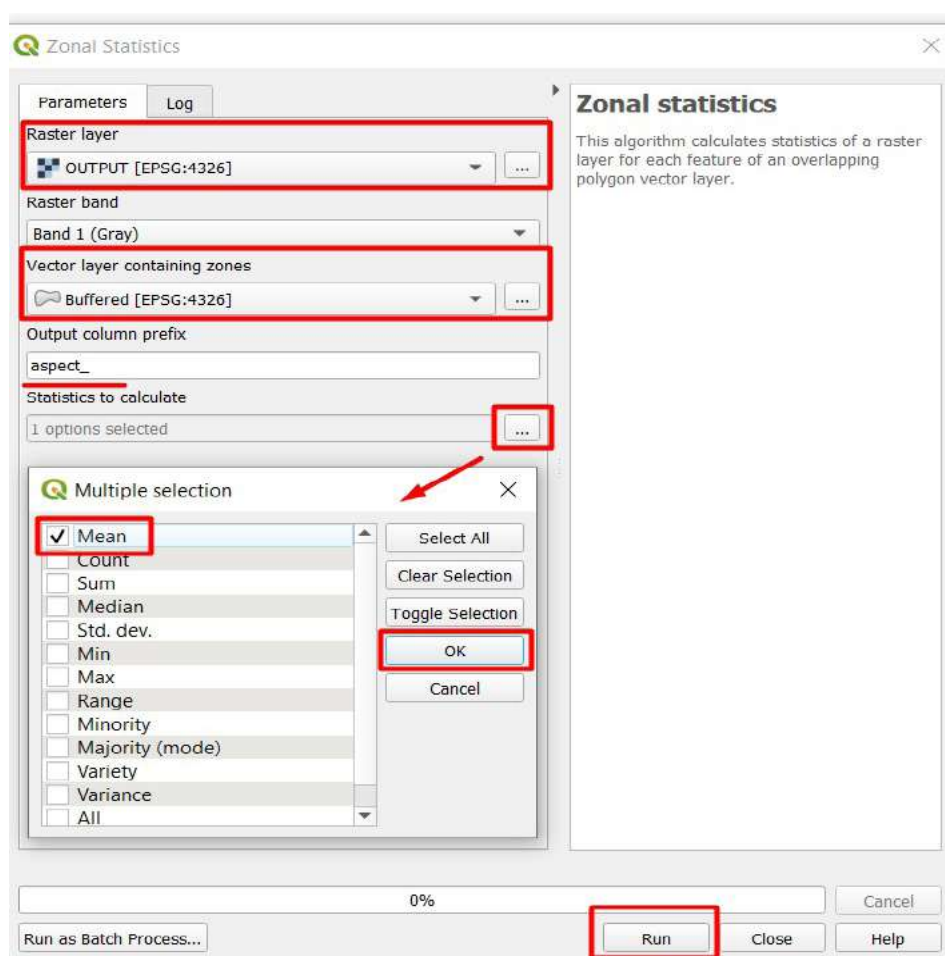 Zonal Statistics
Parameters
Log
Raster layer
OUTPUT [EPSG:4326]
...
Raster band
Band 1 (Gray)
Vector layer containing zones
Buffered [EPSG:4326]
...
Output column prefix
aspect_
Statistics to calculate
1 options selected
...
Multiple selection
Mean
Count
Sum
Median
Std. dev.
Min
Max
Range
Minority
Majority (mode)
Variety
Variance
All
Select All
Clear Selection
Toggle Selection
OK
Cancel
Zonal statistics
This algorithm calculates statistics of a raster
layer for each feature of an overlapping
polygon vector layer.
0%
Cancel
Run as Batch Process...
Run
Close
Help